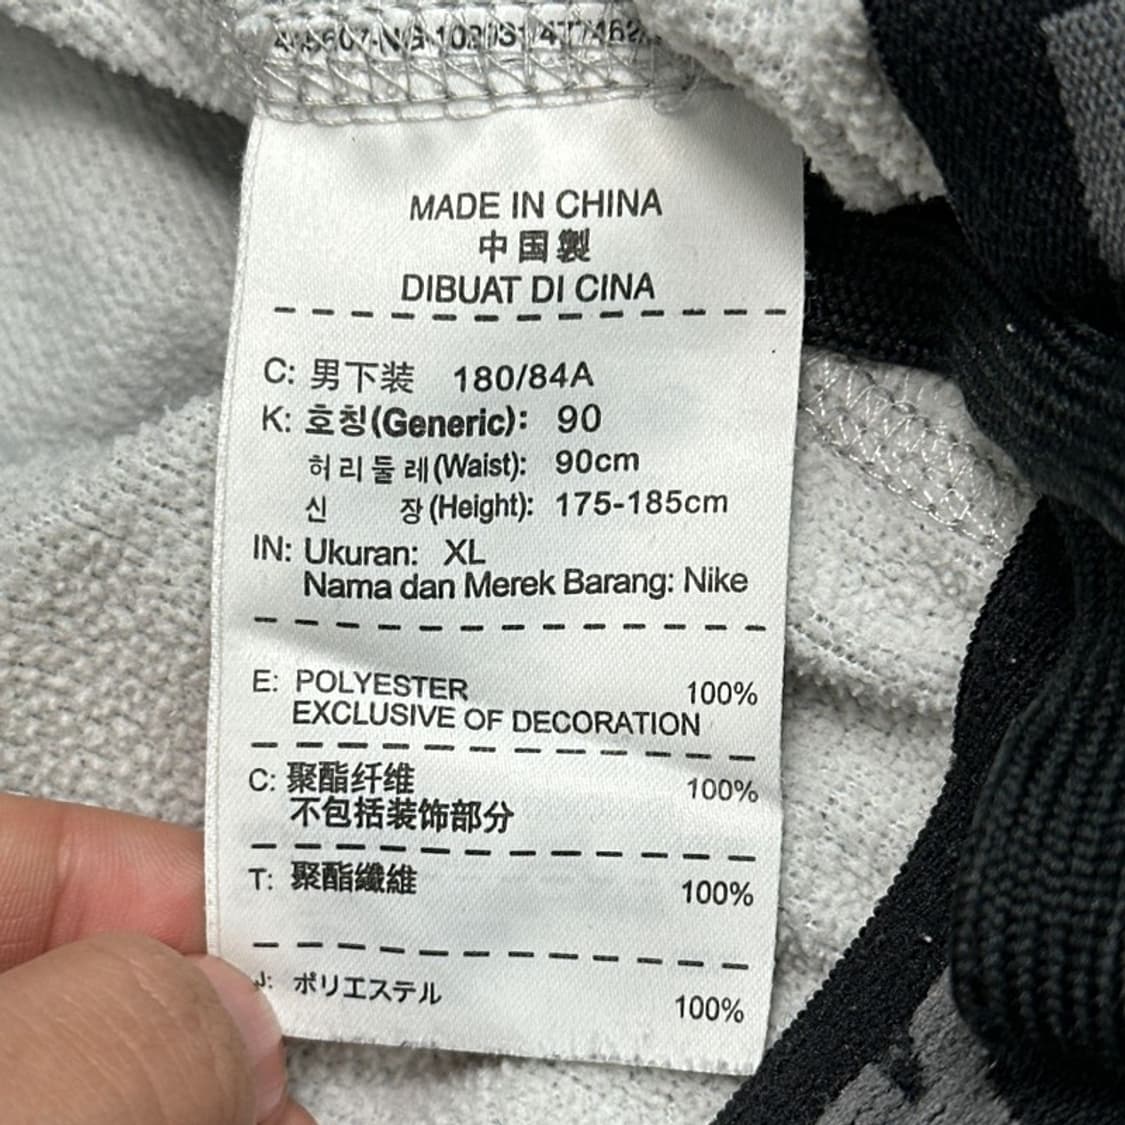 MADE IN CHINA
中国製
DIBUAT DI CINA
C: 男下装 180/84A
K: 호칭(Generic): 90
허리둘레(Waist): 90cm
신 장(Height): 175-185cm
IN: Ukuran: XL
Nama dan Merek Barang: Nike
E: POLYESTER 100%
EXCLUSIVE OF DECORATION
C: 聚酯纤维 100%
不包括装饰部分
T: 聚酯纖維 100%
J: ポリエステル 100%